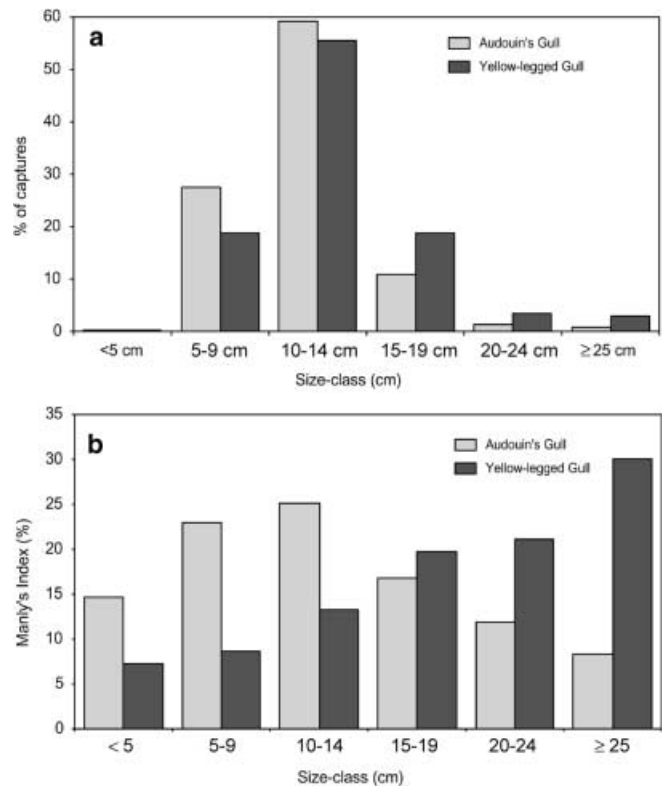 a
60
50
40
30
20
10
0
% of captures
Audouin's Gull
Yellow-legged Gull
<5 cm 5-9 cm 10-14 cm 15-19 cm 20-24 cm ≥ 25 cm
Size-class (cm)
b
35
30
25
20
15
10
5
0
Manly's Index (%)
Audouin's Gull
Yellow-legged Gull
< 5 5-9 10-14 15-19 20-24 ≥ 25
Size-class (cm)